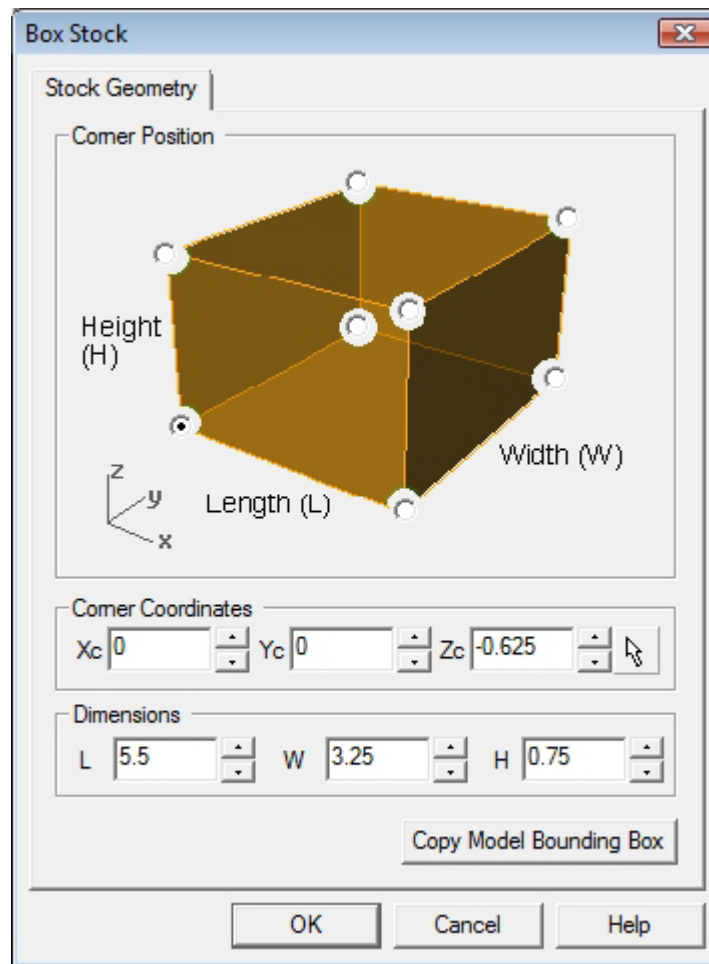 Box Stock
Stock Geometry
Corner Position
Height
(H)
Width (W)
Length (L)
z
y
x
Corner Coordinates
Xc 0 Yc 0 Zc -0.625
Dimensions
L 5.5 W 3.25 H 0.75
Copy Model Bounding Box
OK Cancel Help